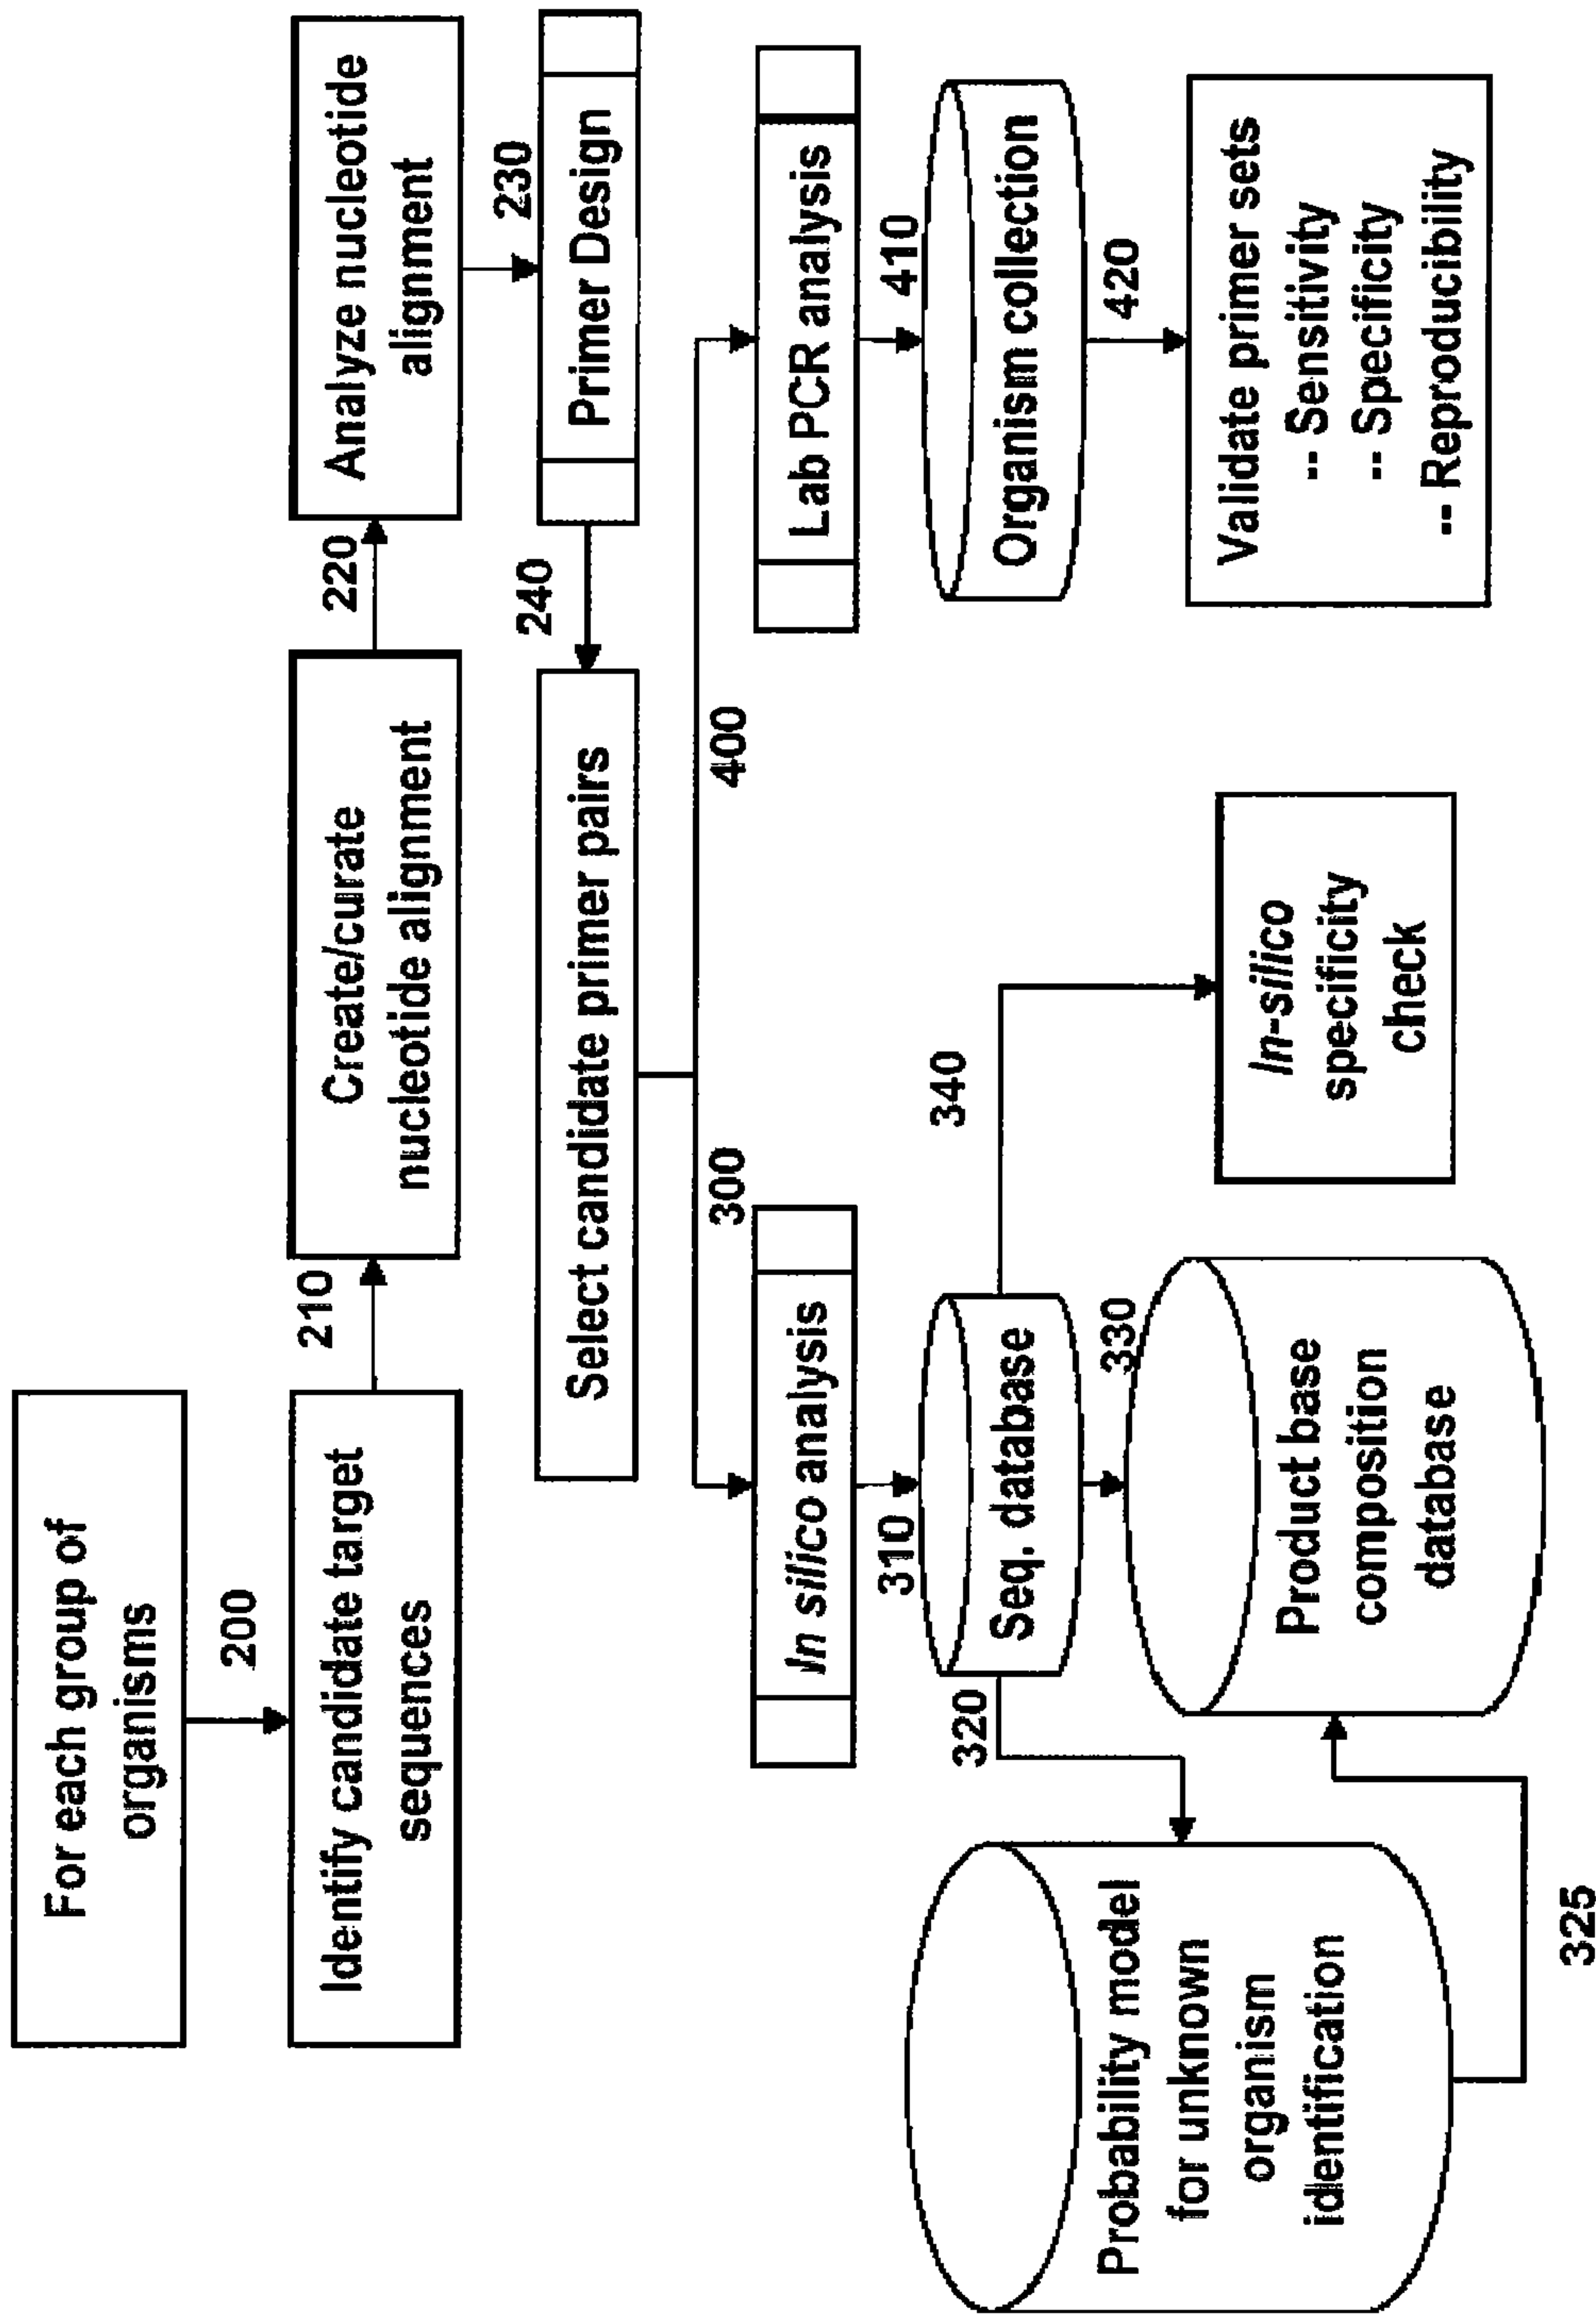 For each group of
organisms
200
Identify candidate target
sequences
210
Create/curate
nucleotide alignment
220
Analyze nucleotide
alignment
230
Primer Design
240
Select candidate primer pairs
300
400
In silico analysis
310
Seq. database
320
Probability model
for unknown
organism
identification
325
330
Product base
composition
database
340
In-silico
specificity
check
Lab PCR analysis
410
Organism collection
420
Validate primer sets
-- Sensitivity
-- Specificity
-- Reproducibility